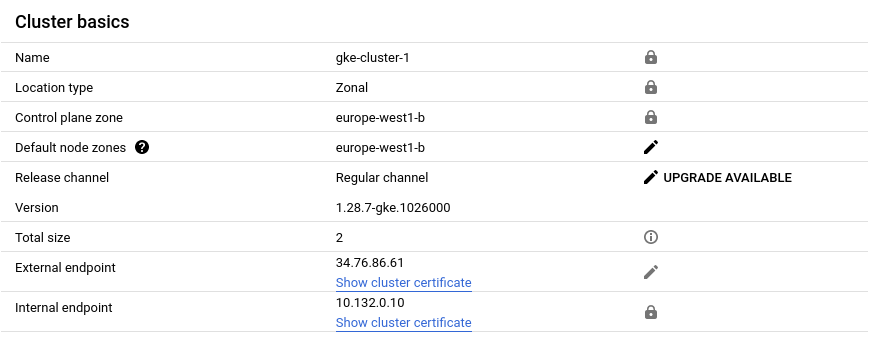 Cluster basics
Name gke-cluster-1
Location type Zonal
Control plane zone europe-west1-b
Default node zones ? europe-west1-b
Release channel Regular channel UPGRADE AVAILABLE
Version 1.28.7-gke.1026000
Total size 2
External endpoint 34.76.86.61
Show cluster certificate
Internal endpoint 10.132.0.10
Show cluster certificate